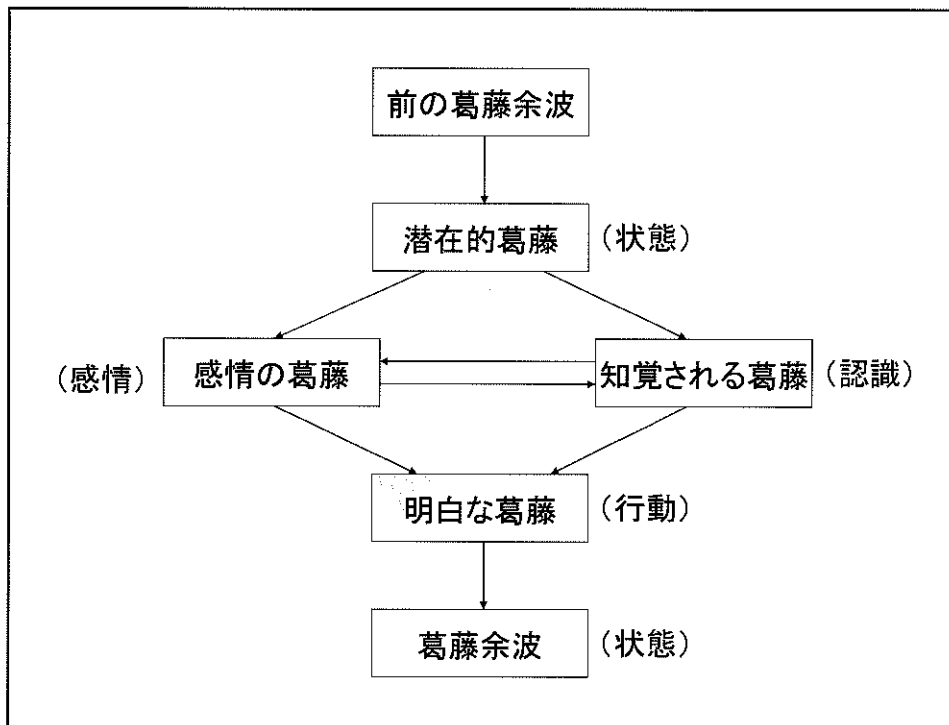 前の葛藤余波
潜在的葛藤
（状態）
（感情）
感情の葛藤
知覚される葛藤
（認識）
明白な葛藤
（行動）
葛藤余波
（状態）